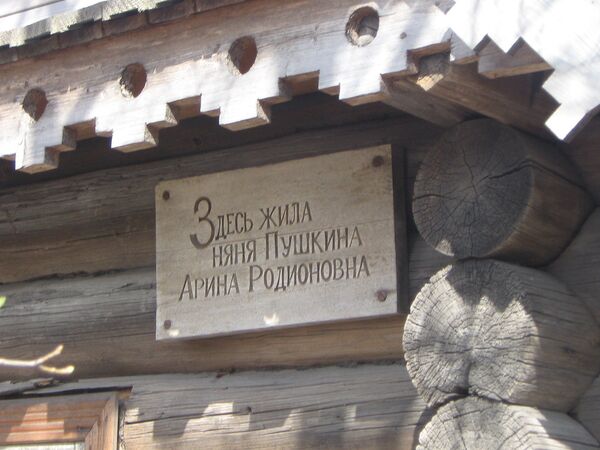 Здесь жила
няня Пушкина
Арина Родионовна